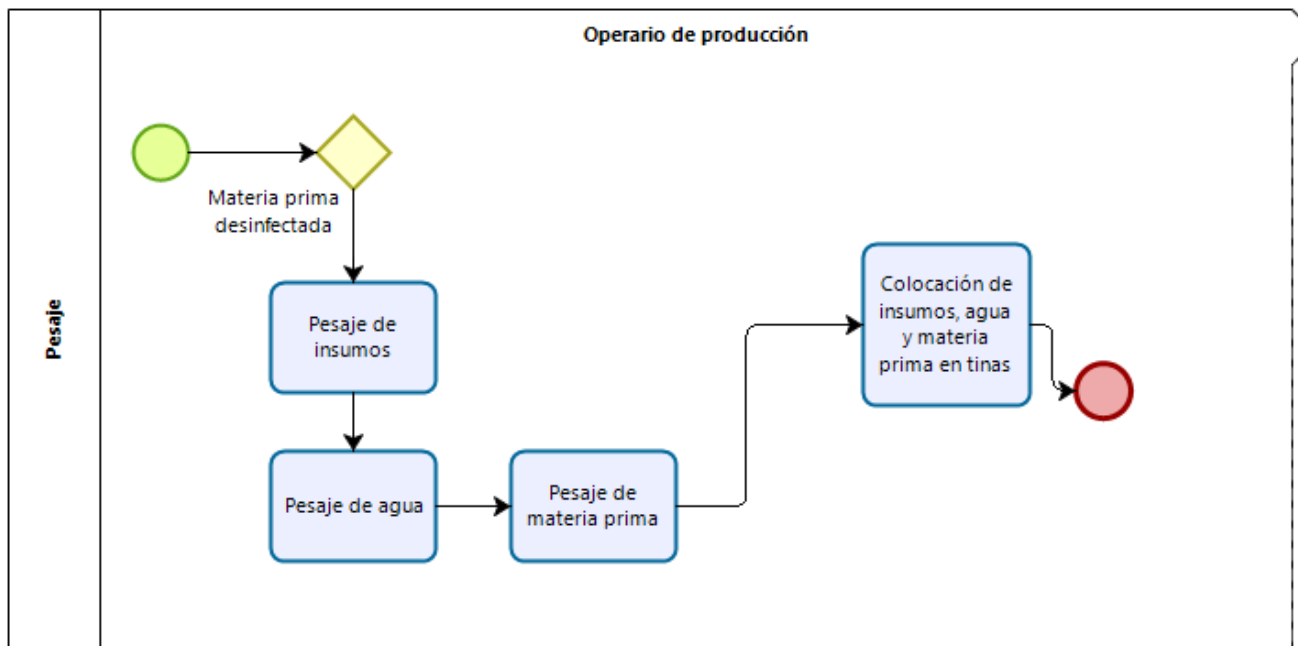 Operario de producción
Pesaje
Materia prima
desinfectada
Pesaje de
insumos
Pesaje de agua
Pesaje de
materia prima
Colocación de
insumos, agua
y materia
prima en tinas